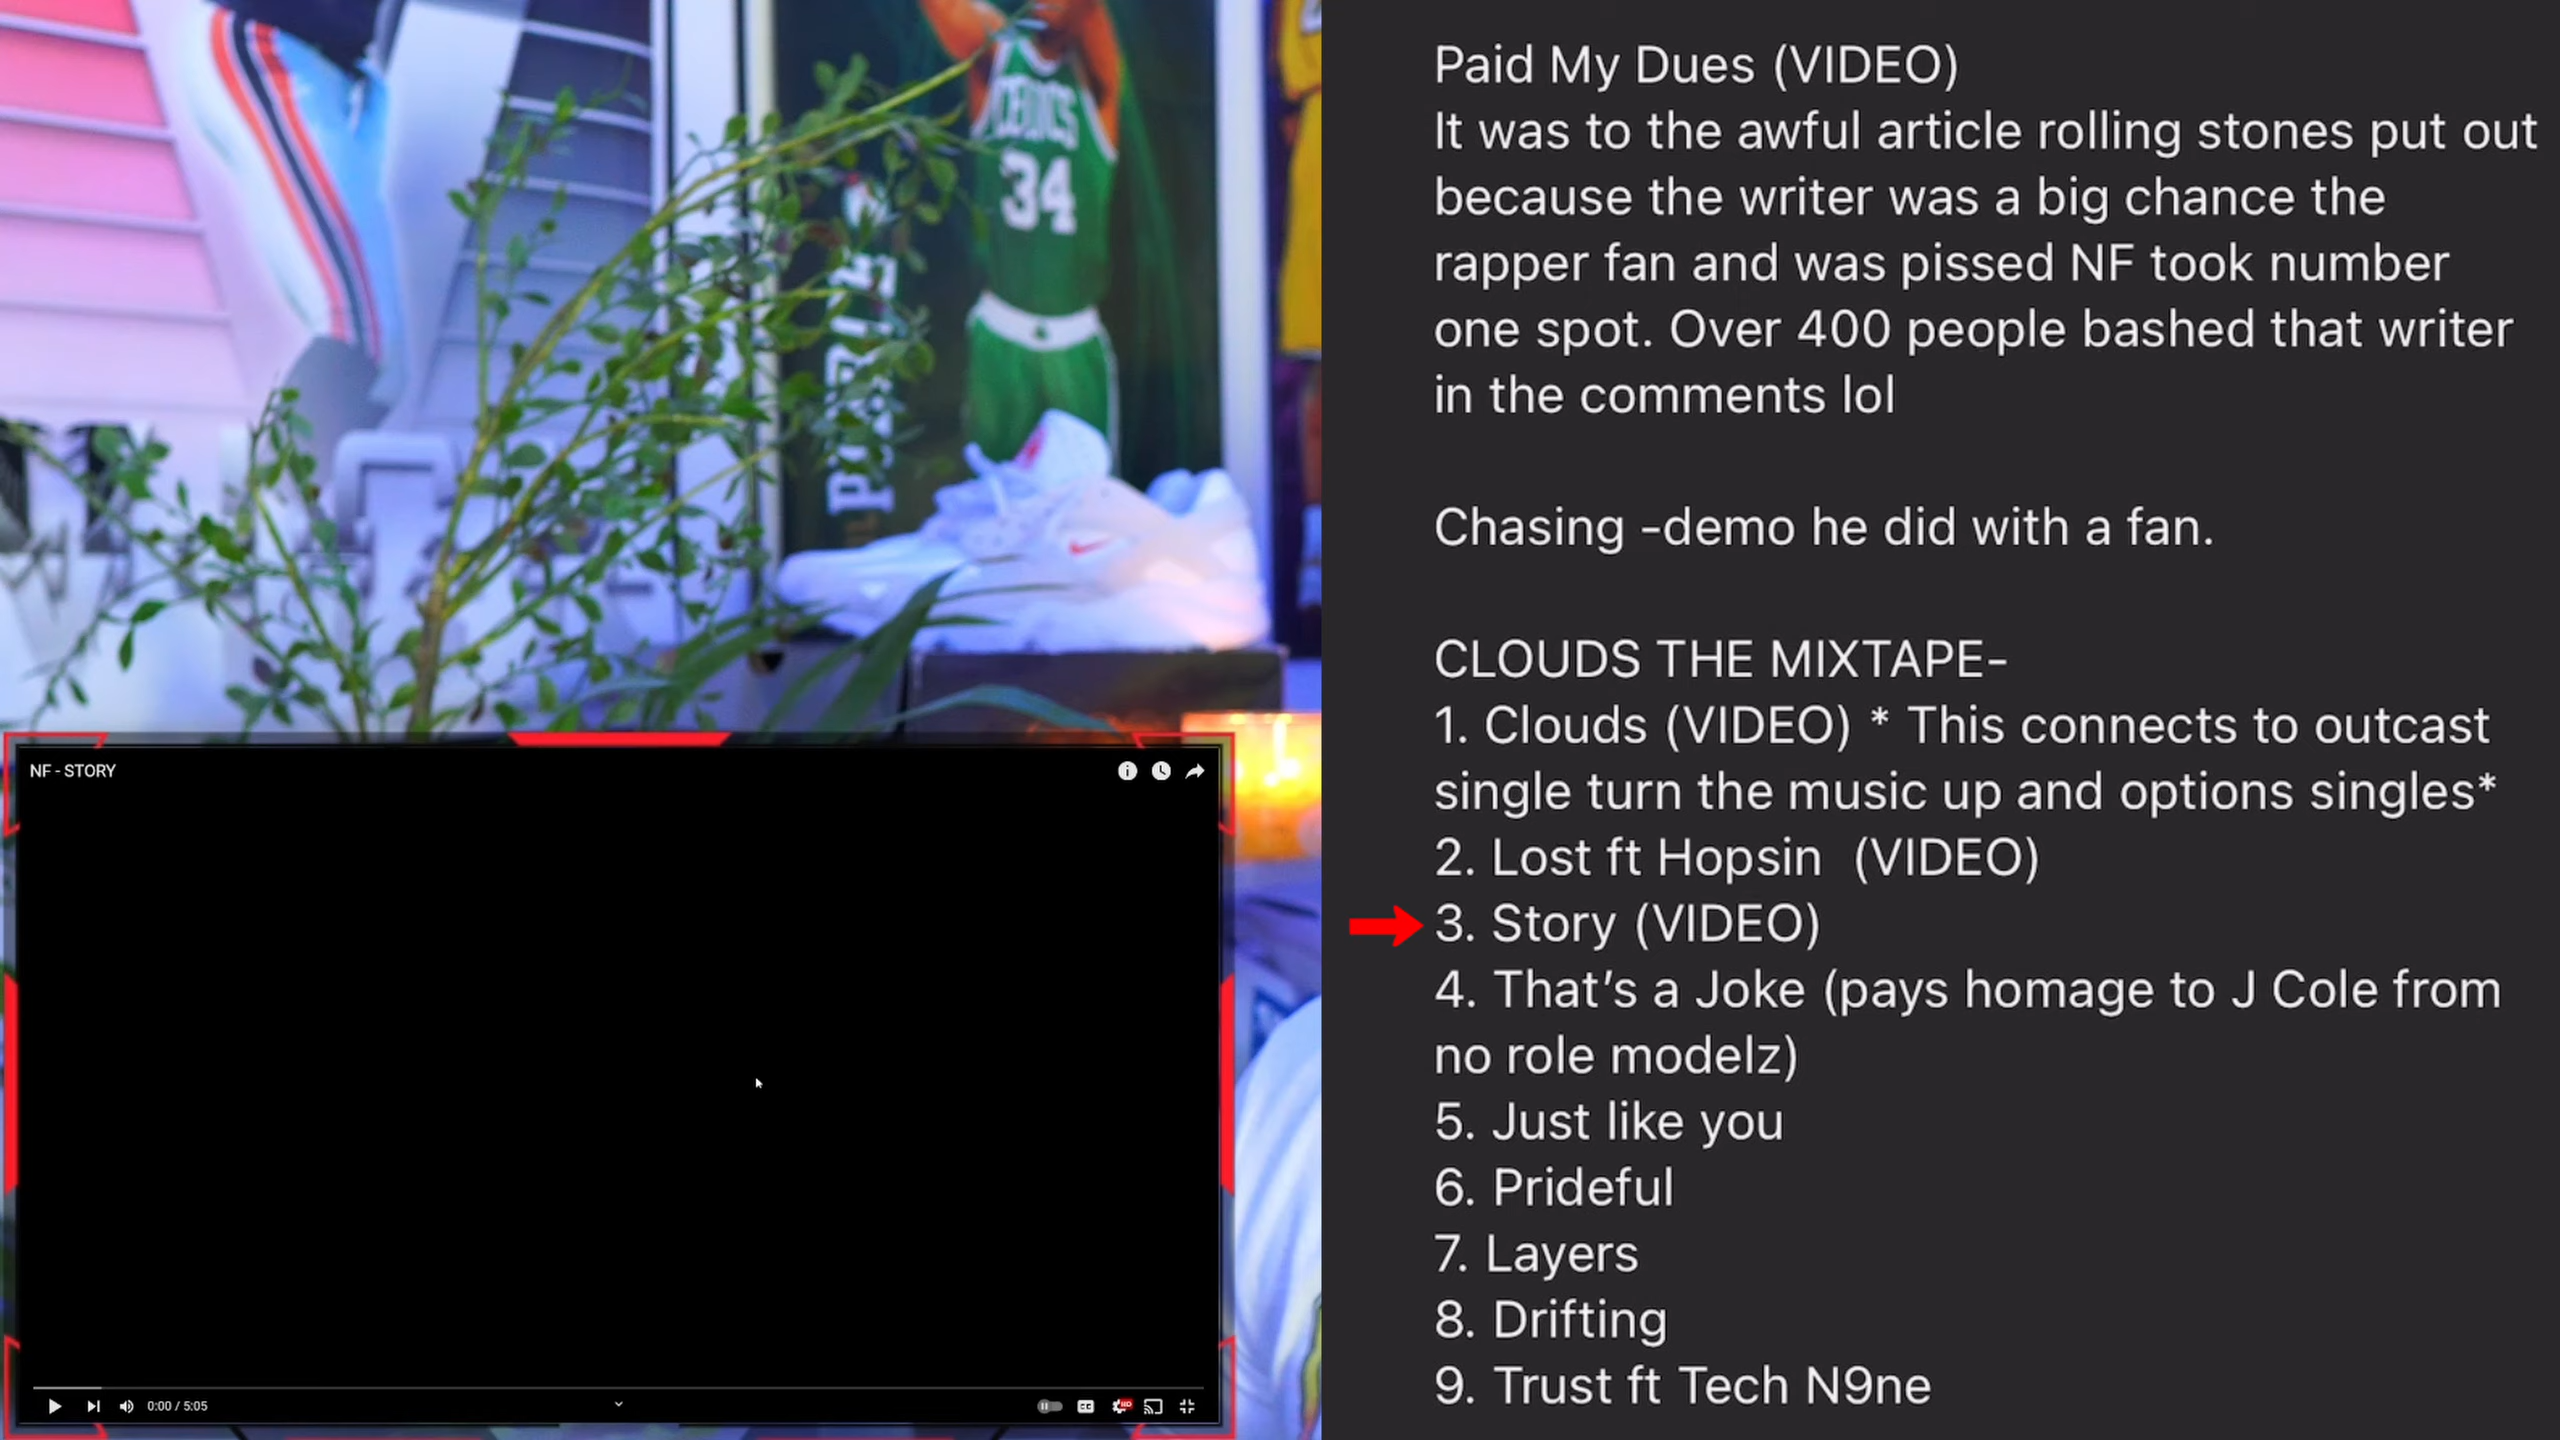 CELTICS
34
PIERCE
NF - STORY
0:00 / 5:05
CC
HD
Paid My Dues (VIDEO)
It was to the awful article rolling stones put out
because the writer was a big chance the
rapper fan and was pissed NF took number
one spot. Over 400 people bashed that writer
in the comments lol
Chasing -demo he did with a fan.
CLOUDS THE MIXTAPE-
1. Clouds (VIDEO) * This connects to outcast
single turn the music up and options singles*
2. Lost ft Hopsin (VIDEO)
3. Story (VIDEO)
4. That’s a Joke (pays homage to J Cole from
no role modelz)
5. Just like you
6. Prideful
7. Layers
8. Drifting
9. Trust ft Tech N9ne